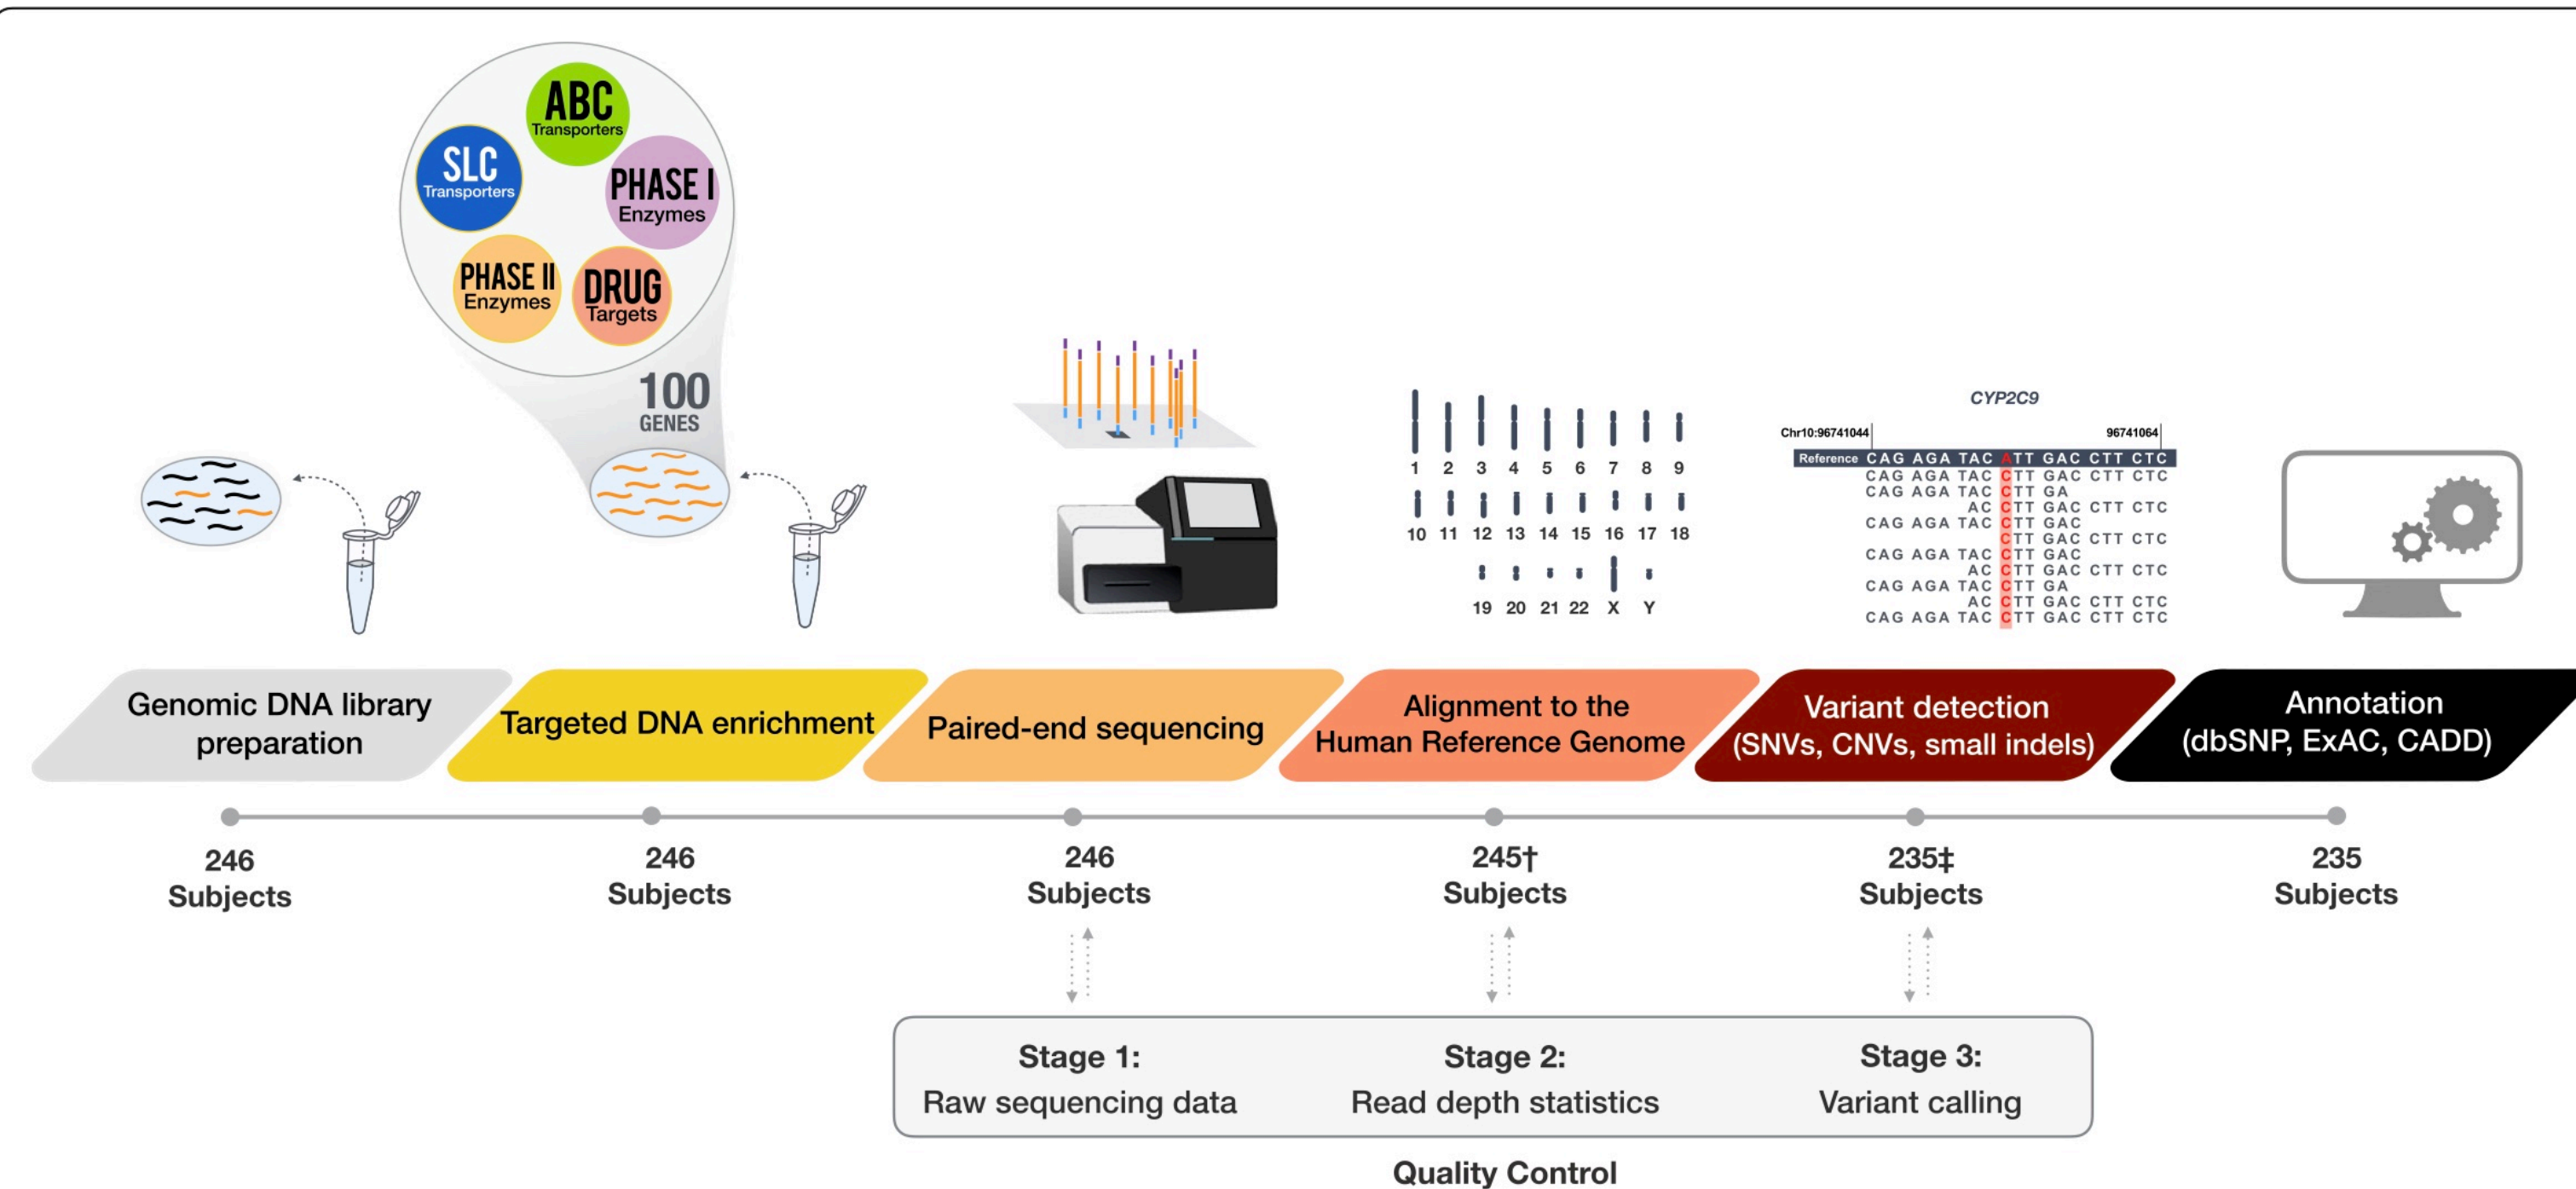 ABC
Transporters
SLC
Transporters
PHASE I
Enzymes
PHASE II
Enzymes
DRUG
Targets
100
GENES
1 2 3 4 5 6 7 8 9
10 11 12 13 14 15 16 17 18
19 20 21 22 X Y
CYP2C9
Chr10:96741044 96741064
Reference CAG AGA TAC ATT GAC CTT CTC
CAG AGA TAC CTT GAC CTT CTC
CAG AGA TAC CTT GA
AC CTT GAC CTT CTC
CAG AGA TAC CTT GAC
CTT GAC CTT CTC
CAG AGA TAC CTT GAC
AC CTT GAC CTT CTC
CAG AGA TAC CTT GA
AC CTT GAC CTT CTC
CAG AGA TAC CTT GAC CTT CTC
Genomic DNA library
preparation
Targeted DNA enrichment
Paired-end sequencing
Alignment to the
Human Reference Genome
Variant detection
(SNVs, CNVs, small indels)
Annotation
(dbSNP, ExAC, CADD)
246
Subjects
246
Subjects
246
Subjects
245†
Subjects
235‡
Subjects
235
Subjects
Stage 1:
Raw sequencing data
Stage 2:
Read depth statistics
Stage 3:
Variant calling
Quality Control